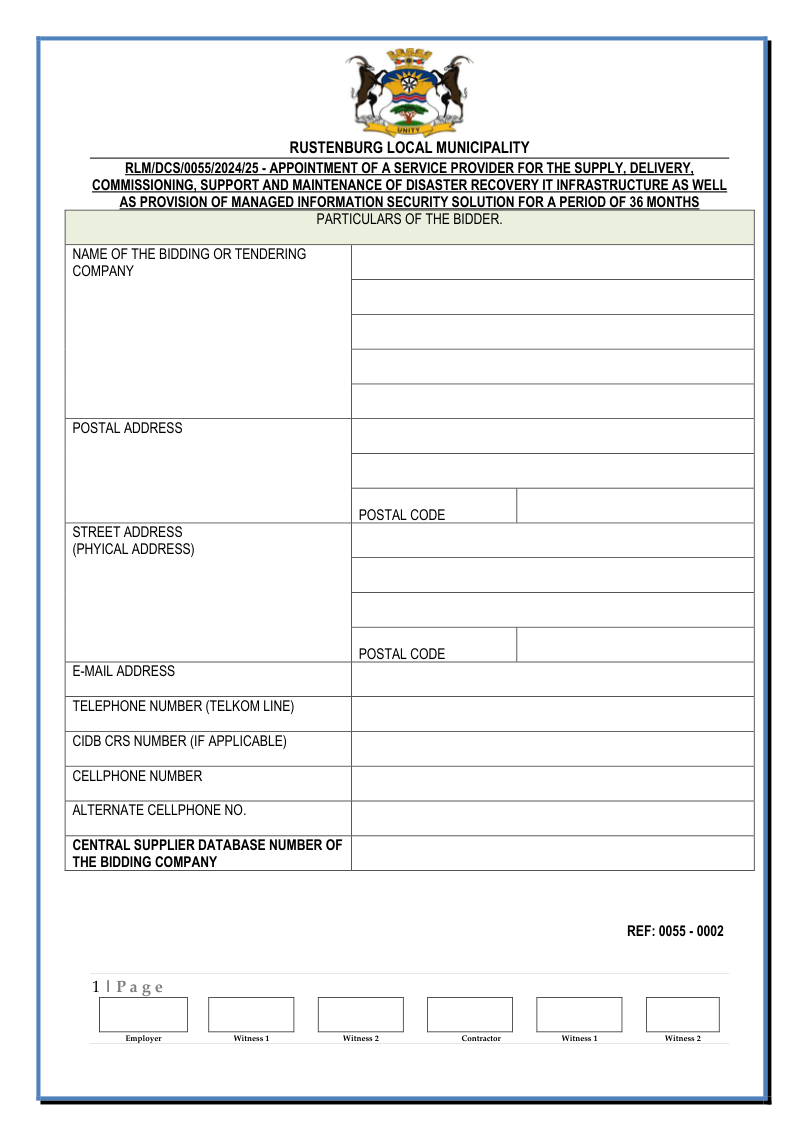 UNITY
RUSTENBURG LOCAL MUNICIPALITY
RLM/DCS/0055/2024/25 - APPOINTMENT OF A SERVICE PROVIDER FOR THE SUPPLY, DELIVERY,
COMMISSIONING, SUPPORT AND MAINTENANCE OF DISASTER RECOVERY IT INFRASTRUCTURE AS WELL
AS PROVISION OF MANAGED INFORMATION SECURITY SOLUTION FOR A PERIOD OF 36 MONTHS
PARTICULARS OF THE BIDDER.
NAME OF THE BIDDING OR TENDERING
COMPANY
POSTAL ADDRESS
POSTAL CODE
STREET ADDRESS
(PHYICAL ADDRESS)
POSTAL CODE
E-MAIL ADDRESS
TELEPHONE NUMBER (TELKOM LINE)
CIDB CRS NUMBER (IF APPLICABLE)
CELLPHONE NUMBER
ALTERNATE CELLPHONE NO.
CENTRAL SUPPLIER DATABASE NUMBER OF
THE BIDDING COMPANY
REF: 0055 - 0002
1 | Page
Employer Witness 1 Witness 2 Contractor Witness 1 Witness 2